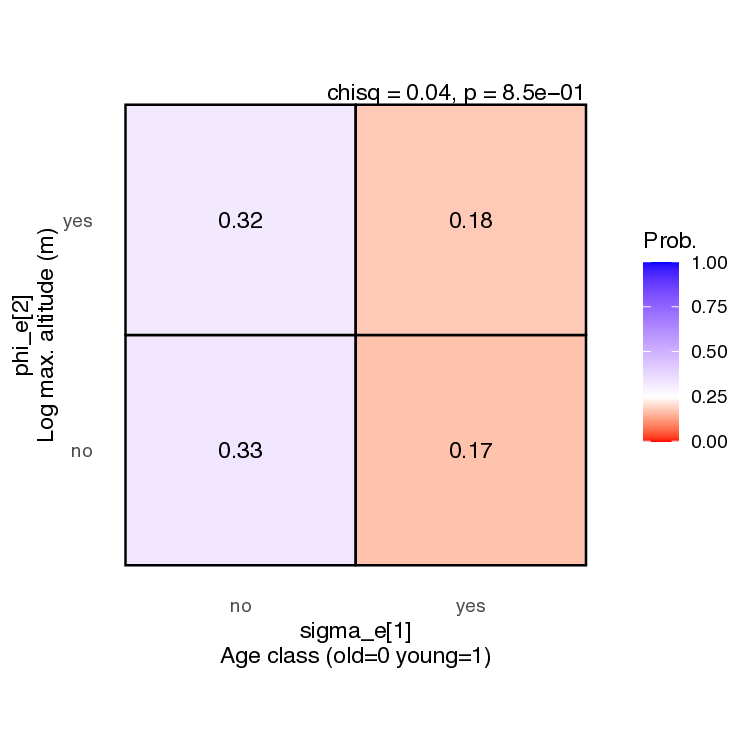 chisq = 0.04, p = 8.5e−01
yes
0.32
0.18
no
0.33
0.17
phi_e[2]
Log max. altitude (m)
no
yes
sigma_e[1]
Age class (old=0 young=1)
Prob.
1.00
0.75
0.50
0.25
0.00